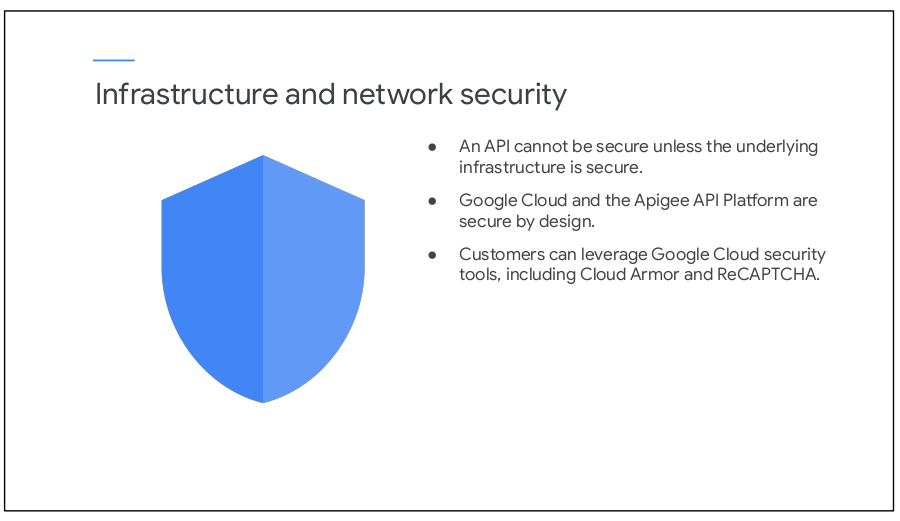 Infrastructure and network security
● An API cannot be secure unless the underlying
infrastructure is secure.
● Google Cloud and the Apigee API Platform are
secure by design.
● Customers can leverage Google Cloud security
tools, including Cloud Armor and ReCAPTCHA.